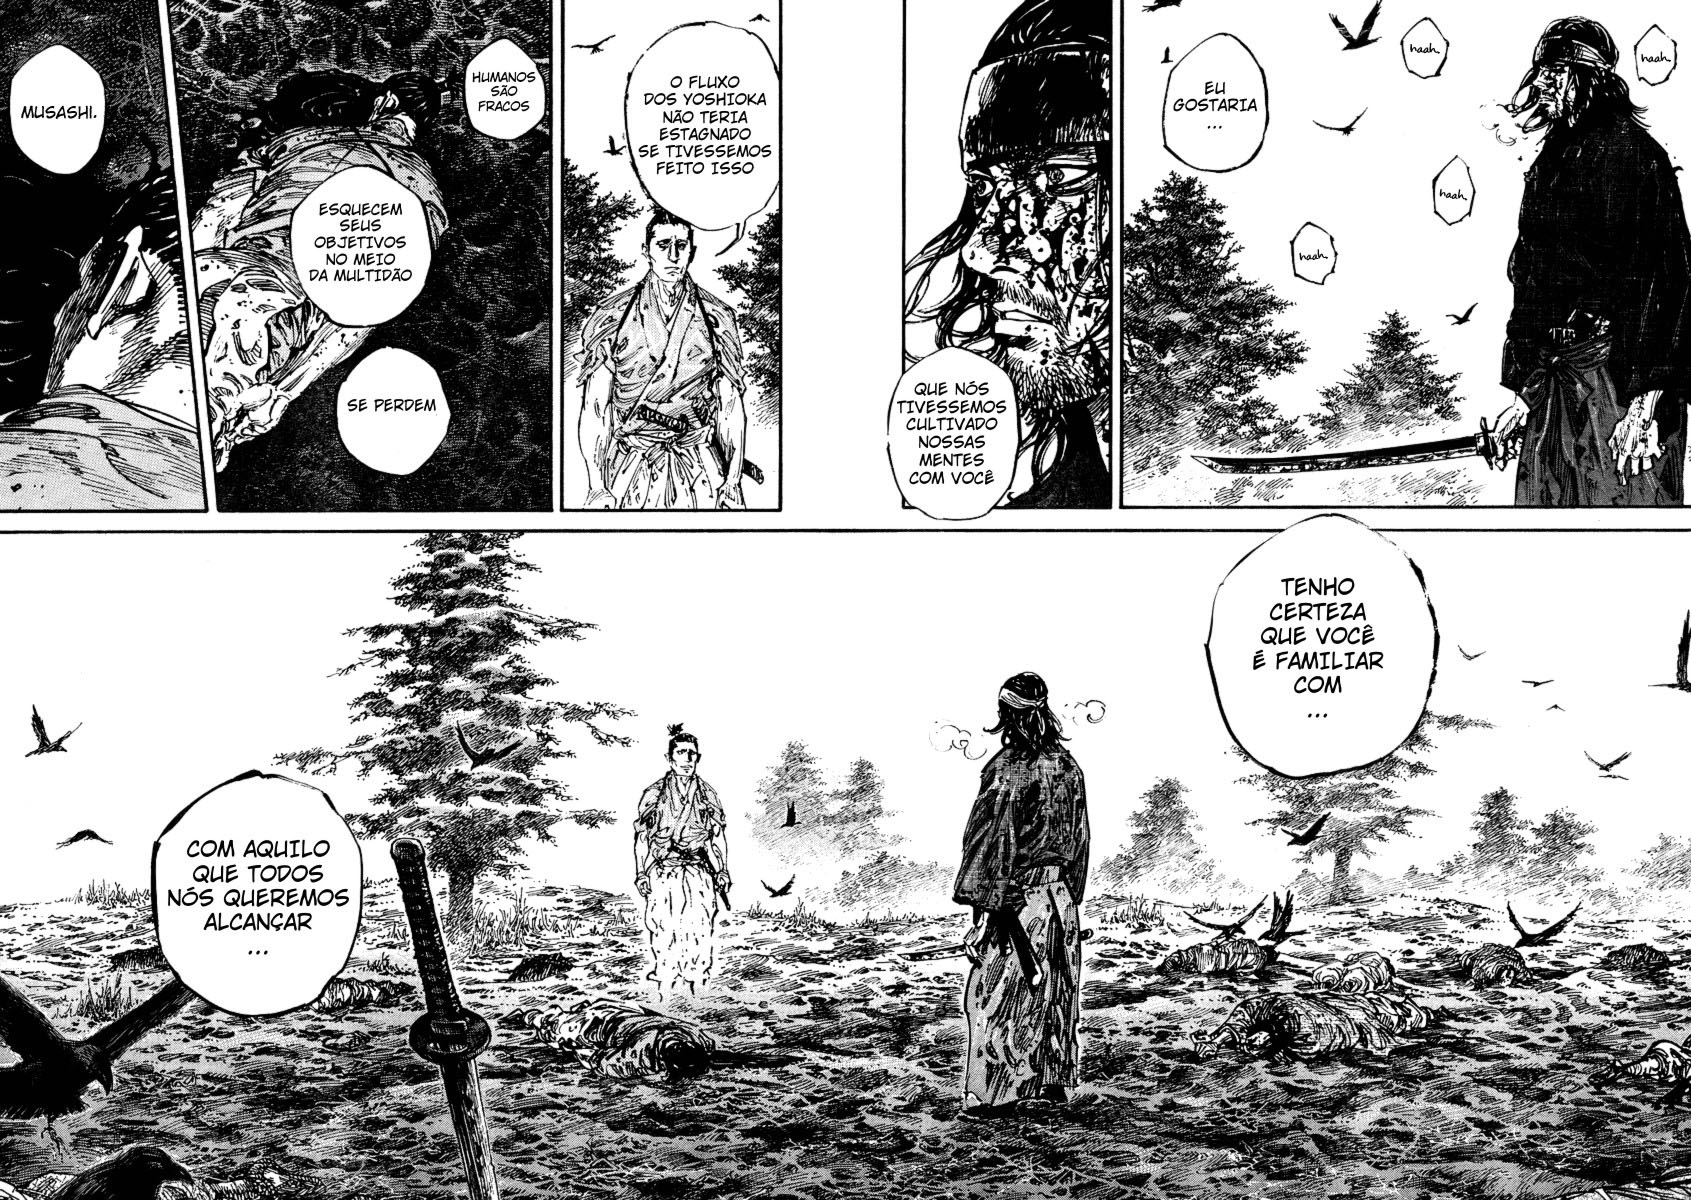 EU
GOSTARIA
...
haah.
haah.
haah.
haah.
QUE NÓS
TIVESSEMOS
CULTIVADO
NOSSAS
MENTES
COM VOCÊ
O FLUXO
DOS YOSHIOKA
NÃO TERIA
ESTAGNADO
SE TIVESSEMOS
FEITO ISSO
HUMANOS
SÃO
FRACOS
ESQUECEM
SEUS
OBJETIVOS
NO MEIO
DA MULTIDÃO
SE PERDEM
MUSASHI.
TENHO
CERTEZA
QUE VOCÊ
É FAMILIAR
COM
...
COM AQUILO
QUE TODOS
NÓS QUEREMOS
ALCANÇAR
...